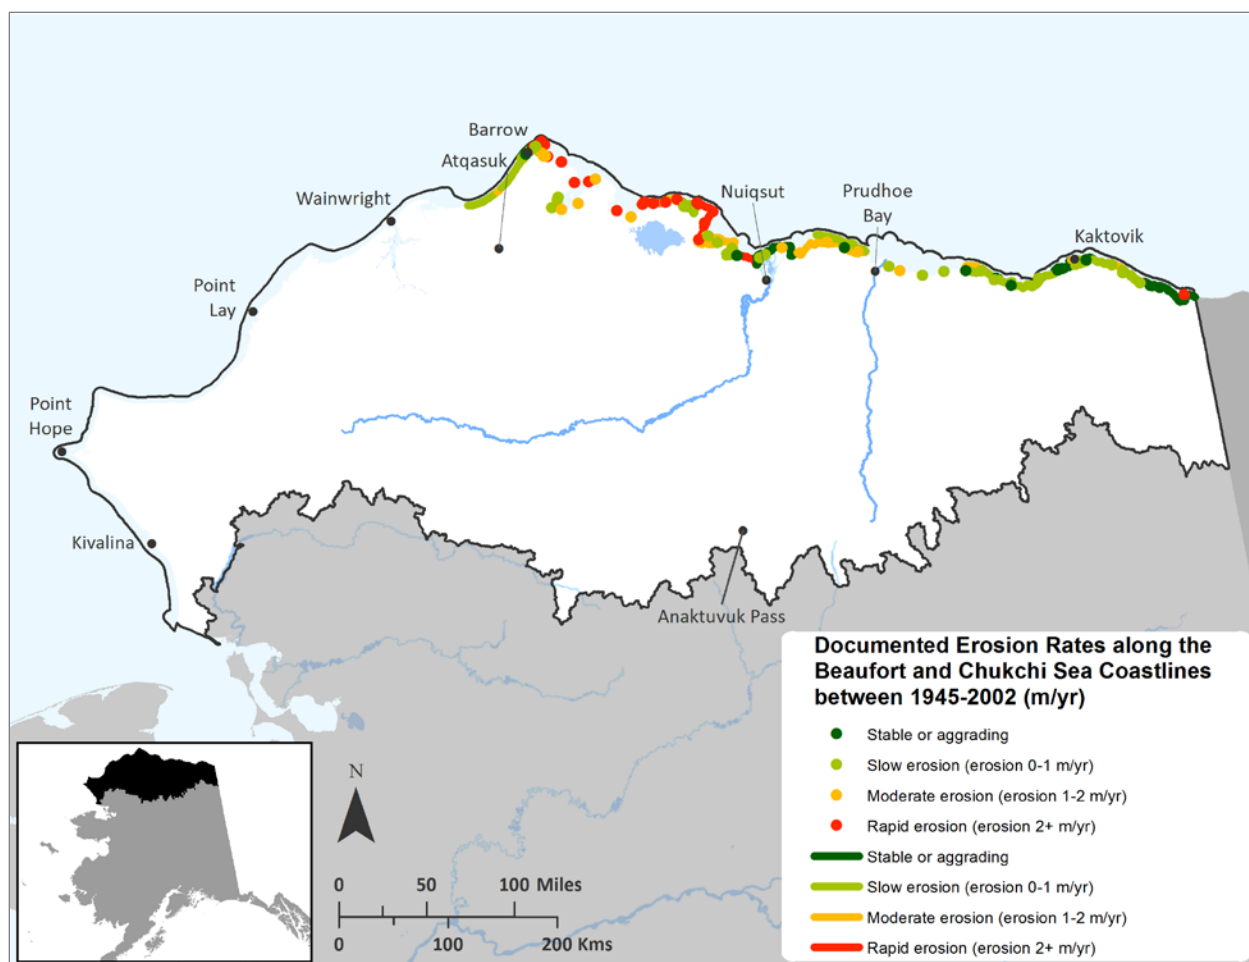 Barrow
Atqasuk
Wainwright
Nuiqsut
Prudhoe
Bay
Kaktovik
Point
Lay
Point
Hope
Kivalina
Anaktuvuk Pass
Documented Erosion Rates along the
Beaufort and Chukchi Sea Coastlines
between 1945-2002 (m/yr)
Stable or aggrading
Slow erosion (erosion 0-1 m/yr)
Moderate erosion (erosion 1-2 m/yr)
Rapid erosion (erosion 2+ m/yr)
Stable or aggrading
Slow erosion (erosion 0-1 m/yr)
Moderate erosion (erosion 1-2 m/yr)
Rapid erosion (erosion 2+ m/yr)
N
0 50 100 Miles
0 100 200 Kms